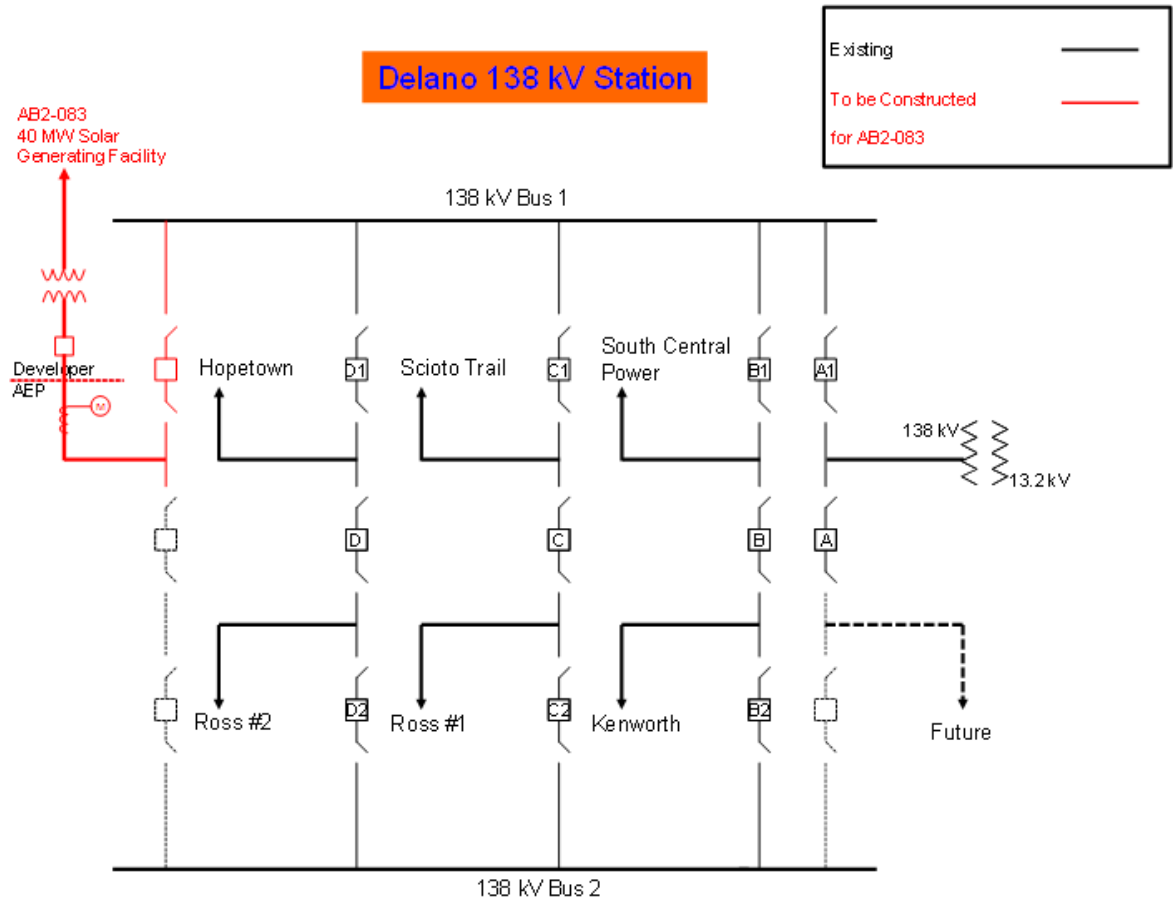 Delano 138 kV Station
Existing
To be Constructed
for AB2-083
AB2-083
40 MW Solar
Generating Facility
138 kV Bus 1
Developer
AEP
M
Hopetown
D1
Scioto Trail
C1
South Central
Power
B1
A1
138 kV
13.2 kV
D
C
B
A
Ross #2
D2
Ross #1
C2
Kenworth
B2
Future
138 kV Bus 2